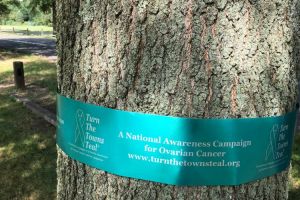 Turn
The
Towns
Teal!
A National Awareness Campaign
for Ovarian Cancer
www.turnthetownsteal.org
Turn
The
Towns
Teal!